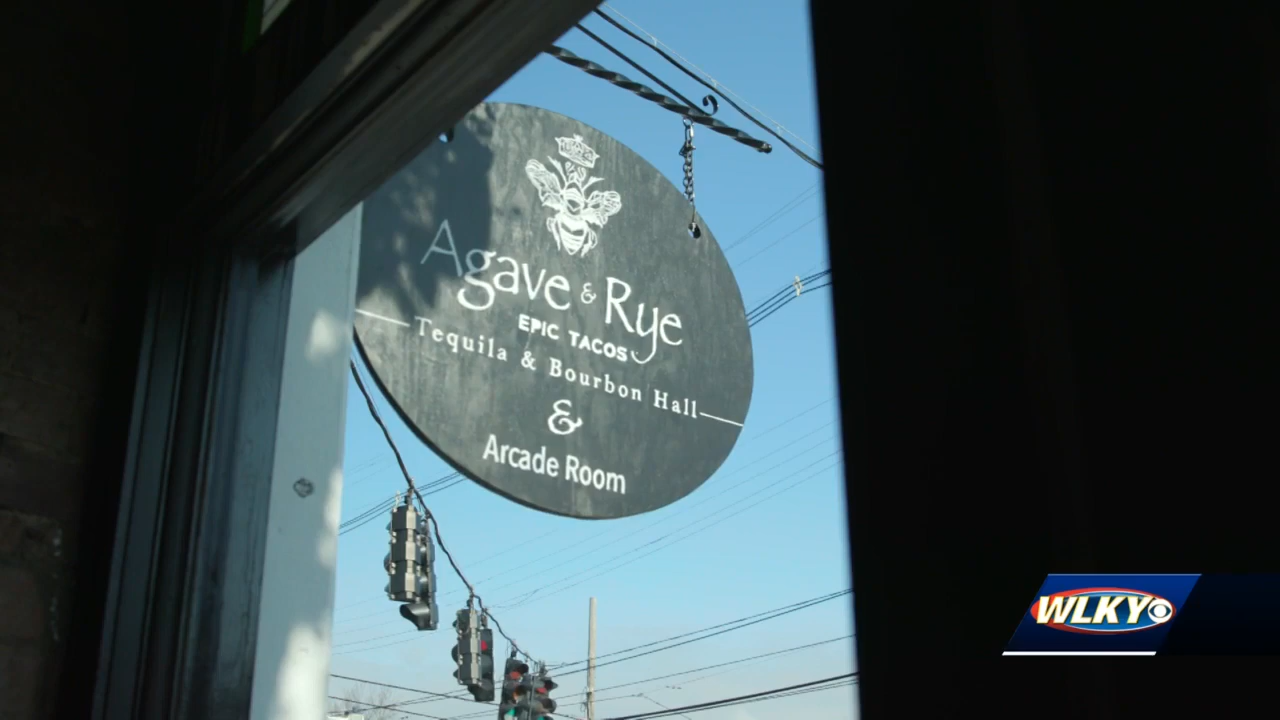 Agave & Rye
EPIC TACOS
Tequila & Bourbon Hall
&
Arcade Room
WLKY